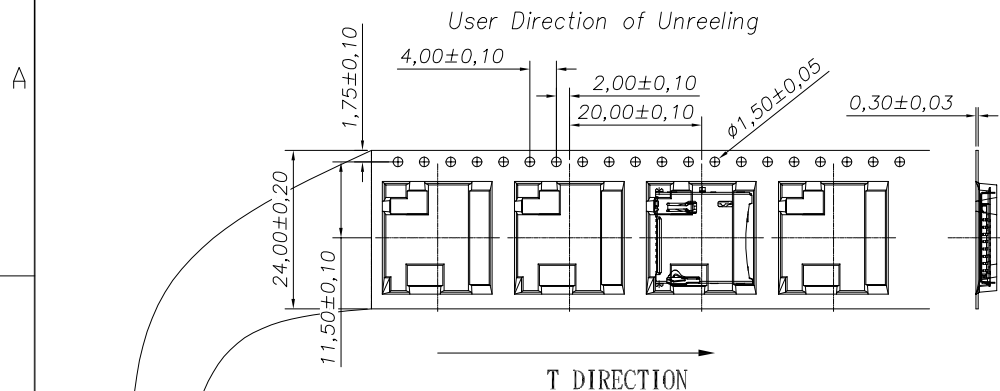 User Direction of Unreeling
A
1,75±0,10
4,00±0,10
2,00±0,10
20,00±0,10
ø1,50±0,05
0,30±0,03
24,00±0,20
11,50±0,10
T DIRECTION